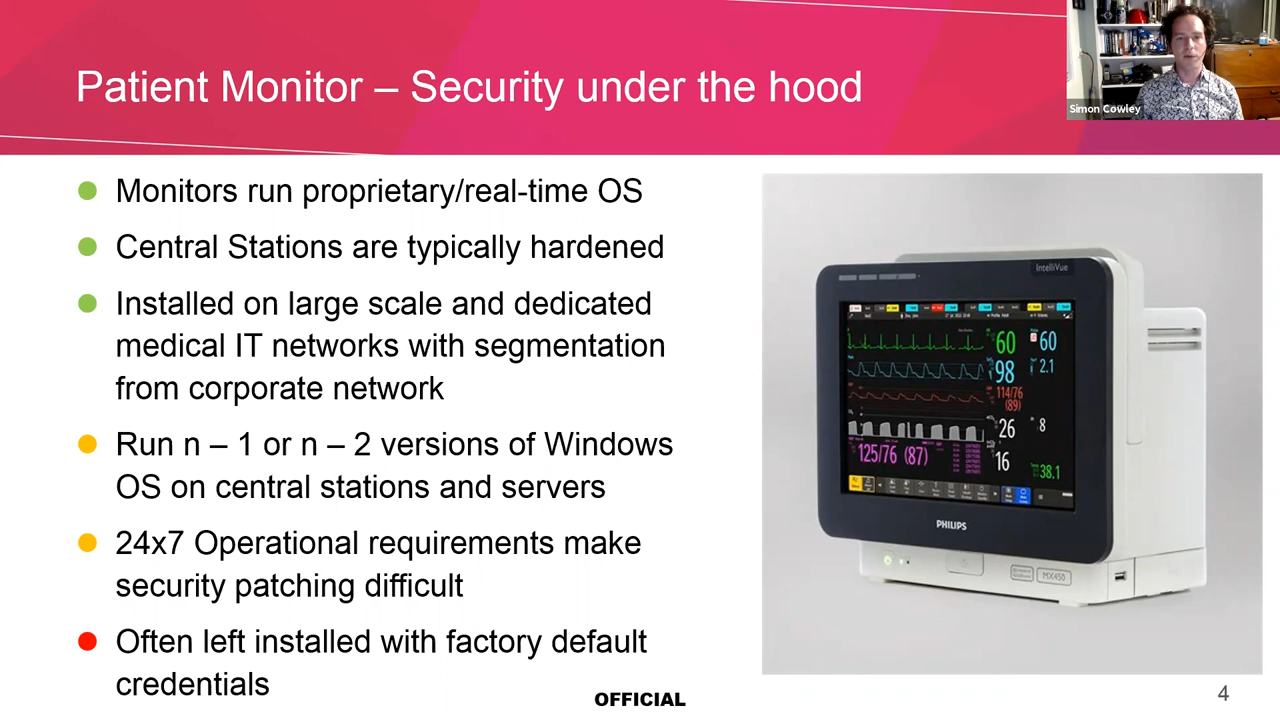 Patient Monitor – Security under the hood
Simon Cowley
Monitors run proprietary/real-time OS
Central Stations are typically hardened
Installed on large scale and dedicated
medical IT networks with segmentation
from corporate network
Run n – 1 or n – 2 versions of Windows
OS on central stations and servers
24x7 Operational requirements make
security patching difficult
Often left installed with factory default
credentials
IntelliVue
60
60
98
2.1
114/76
(89)
26
8
16
125/76 (87)
38.1
PHILIPS
MX450
OFFICIAL
4